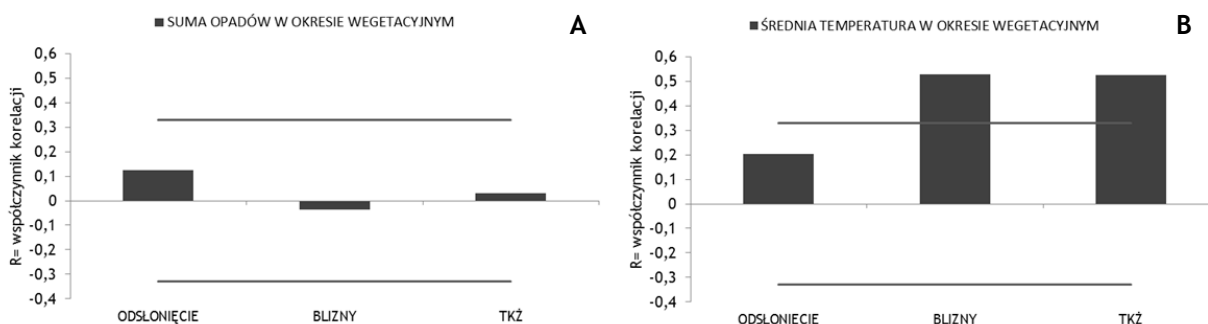 SUMA OPADÓW W OKRESIE WEGETACYJNYM
A
R= współczynnik korelacji
0,6
0,5
0,4
0,3
0,2
0,1
0
-0,1
-0,2
-0,3
-0,4
ODSŁONIĘCIE BLIZNY TKŻ
ŚREDNIA TEMPERATURA W OKRESIE WEGETACYJNYM
B
R= współczynnik korelacji
0,6
0,5
0,4
0,3
0,2
0,1
0
-0,1
-0,2
-0,3
-0,4
ODSŁONIECIE BLIZNY TKŻ